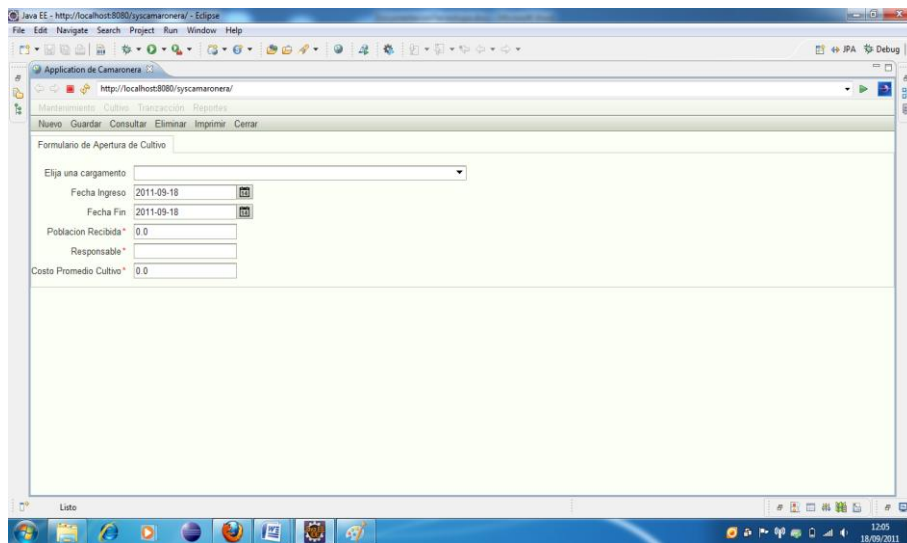 Java EE - http://localhost:8080/syscamaronera/ - Eclipse
File Edit Navigate Search Project Run Window Help
JPA Debug
Application de Camaronera
http://localhost:8080/syscamaronera/
Mantenimiento Cultivo Tranzacción Reportes
Nuevo Guardar Consultar Eliminar Imprimir Cerrar
Formulario de Apertura de Cultivo
Elija una cargamento
Fecha Ingreso 2011-09-18
Fecha Fin 2011-09-18
Poblacion Recibida* 0.0
Responsable*
Costo Promedio Cultivo* 0.0
Listo
12:05
18/09/2011